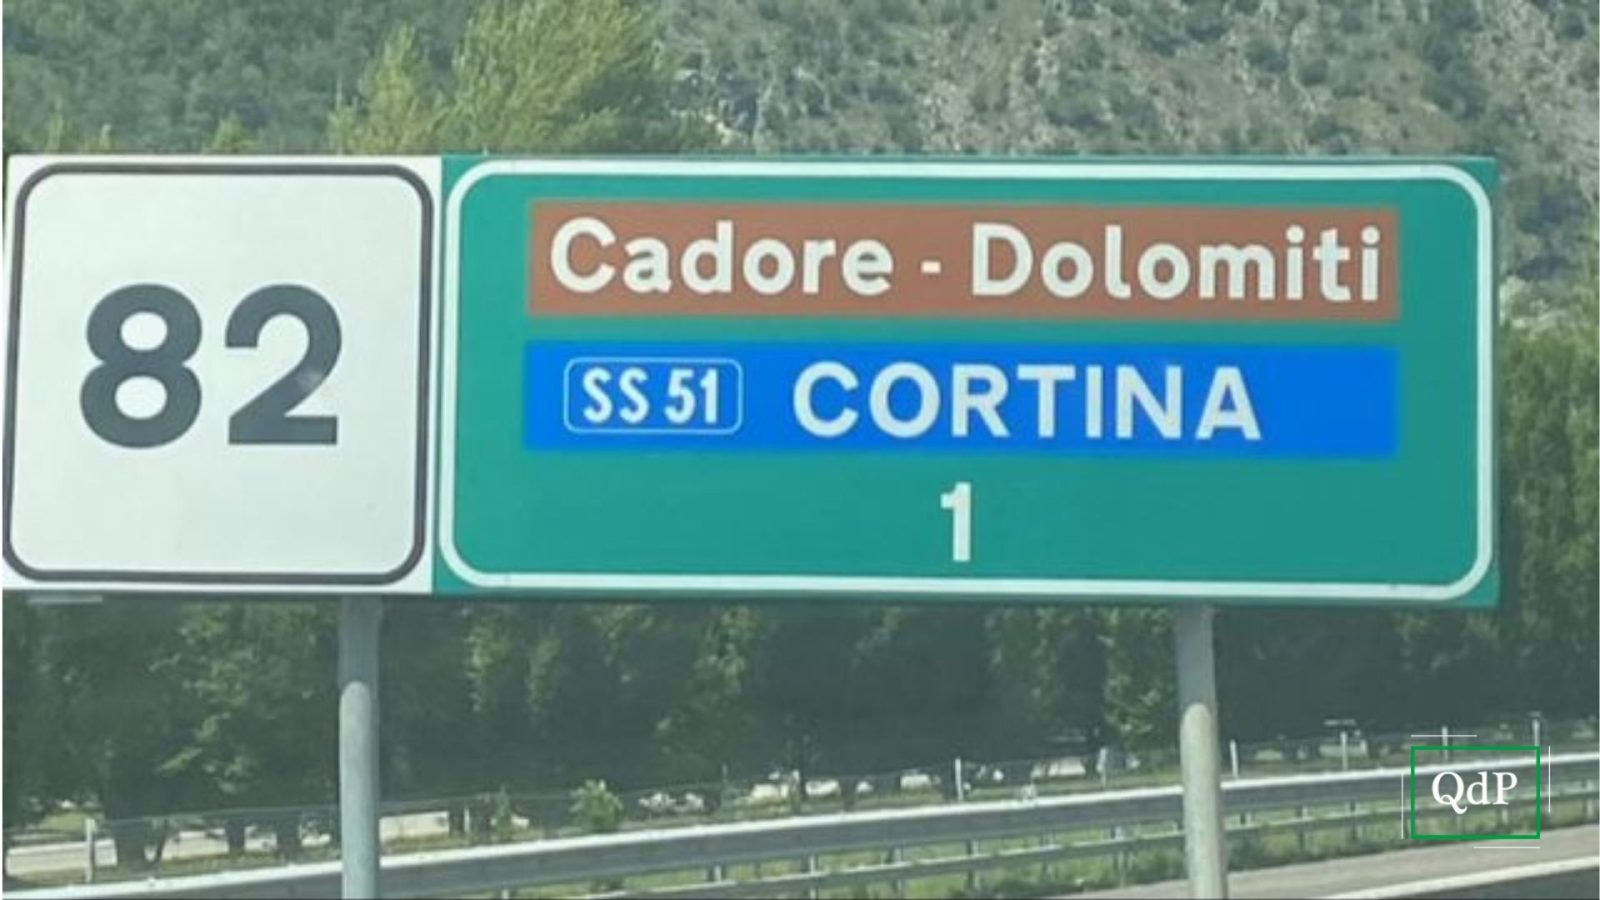 82
Cadore - Dolomiti
SS 51 CORTINA
1
QdP